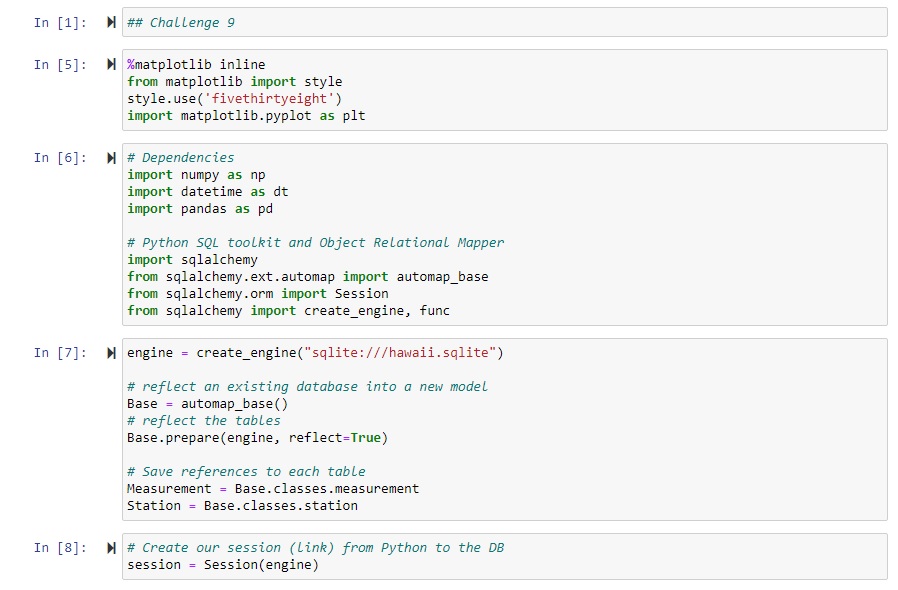 In [1]: ## Challenge 9
In [5]: %matplotlib inline
from matplotlib import style
style.use('fivethirtyeight')
import matplotlib.pyplot as plt
In [6]: # Dependencies
import numpy as np
import datetime as dt
import pandas as pd
# Python SQL toolkit and Object Relational Mapper
import sqlalchemy
from sqlalchemy.ext.automap import automap_base
from sqlalchemy.orm import Session
from sqlalchemy import create_engine, func
In [7]: engine = create_engine("sqlite:///hawaii.sqlite")
# reflect an existing database into a new model
Base = automap_base()
# reflect the tables
Base.prepare(engine, reflect=True)
# Save references to each table
Measurement = Base.classes.measurement
Station = Base.classes.station
In [8]: # Create our session (link) from Python to the DB
session = Session(engine)